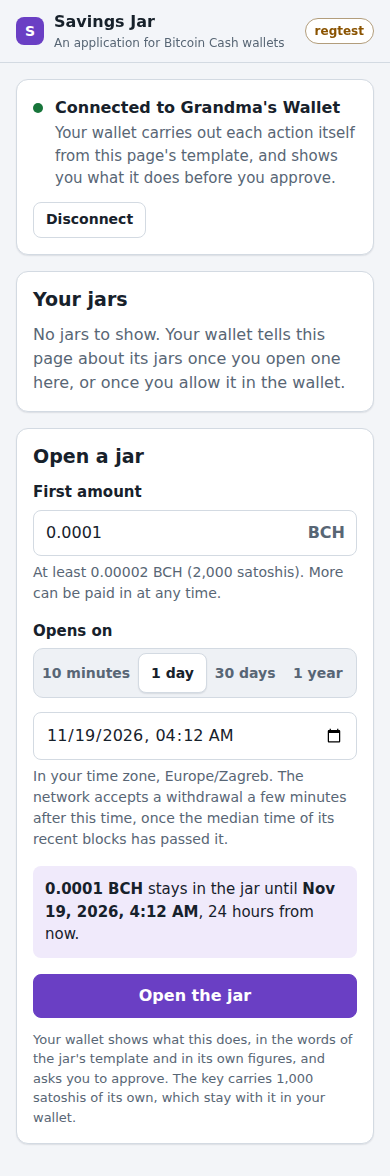 S
Savings Jar
An application for Bitcoin Cash wallets
regtest
Connected to Grandma's Wallet
Your wallet carries out each action itself
from this page's template, and shows
you what it does before you approve.
Disconnect
Your jars
No jars to show. Your wallet tells this
page about its jars once you open one
here, or once you allow it in the wallet.
Open a jar
First amount
0.0001 BCH
At least 0.00002 BCH (2,000 satoshis). More
can be paid in at any time.
Opens on
10 minutes 1 day 30 days 1 year
11/19/2026, 04:12 AM
In your time zone, Europe/Zagreb. The
network accepts a withdrawal a few minutes
after this time, once the median time of its
recent blocks has passed it.
0.0001 BCH stays in the jar until Nov
19, 2026, 4:12 AM, 24 hours from
now.
Open the jar
Your wallet shows what this does, in the words of
the jar's template and in its own figures, and
asks you to approve. The key carries 1,000
satoshis of its own, which stay with it in your
wallet.